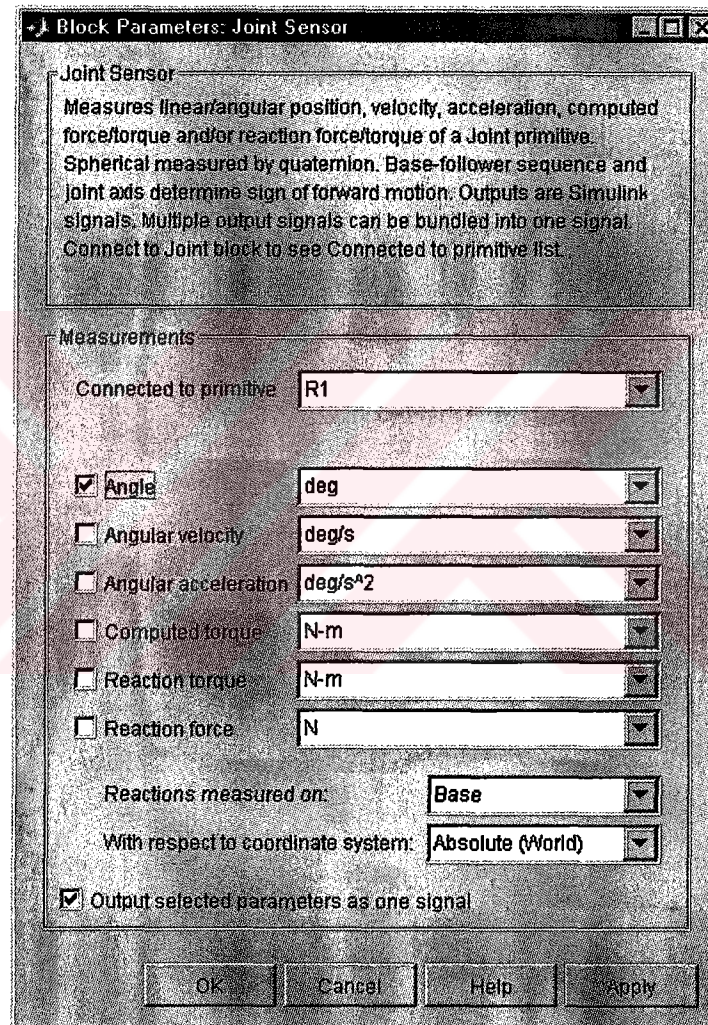 Block Parameters: Joint Sensor
Joint Sensor
Measures linear/angular position, velocity, acceleration, computed
force/torque and/or reaction force/torque of a Joint primitive.
Spherical measured by quaternion. Base-follower sequence and
joint axis determine sign of forward motion. Outputs are Simulink
signals. Multiple output signals can be bundled into one signal.
Connect to Joint block to see Connected to primitive list.
Measurements
Connected to primitive R1
Angle deg
Angular velocity deg/s
Angular acceleration deg/s^2
Computed torque N-m
Reaction torque N-m
Reaction force N
Reactions measured on: Base
With respect to coordinate system: Absolute (World)
Output selected parameters as one signal
OK Cancel Help Apply